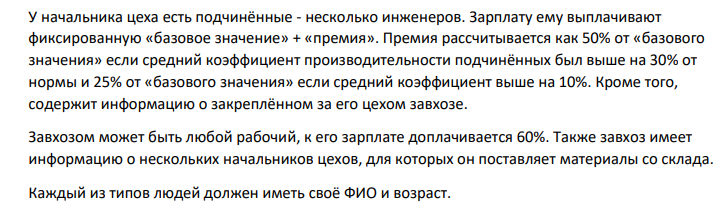 У начальника цеха есть подчинённые - несколько инженеров. Зарплату ему выплачивают
фиксированную «базовое значение» + «премия». Премия рассчитывается как 50% от «базового
значения» если средний коэффициент производительности подчинённых был выше на 30% от
нормы и 25% от «базового значения» если средний коэффициент выше на 10%. Кроме того,
содержит информацию о закреплённом за его цехом завхозе.
Завхозом может быть любой рабочий, к его зарплате доплачивается 60%. Также завхоз имеет
информацию о нескольких начальников цехов, для которых он поставляет материалы со склада.
Каждый из типов людей должен иметь своё ФИО и возраст.